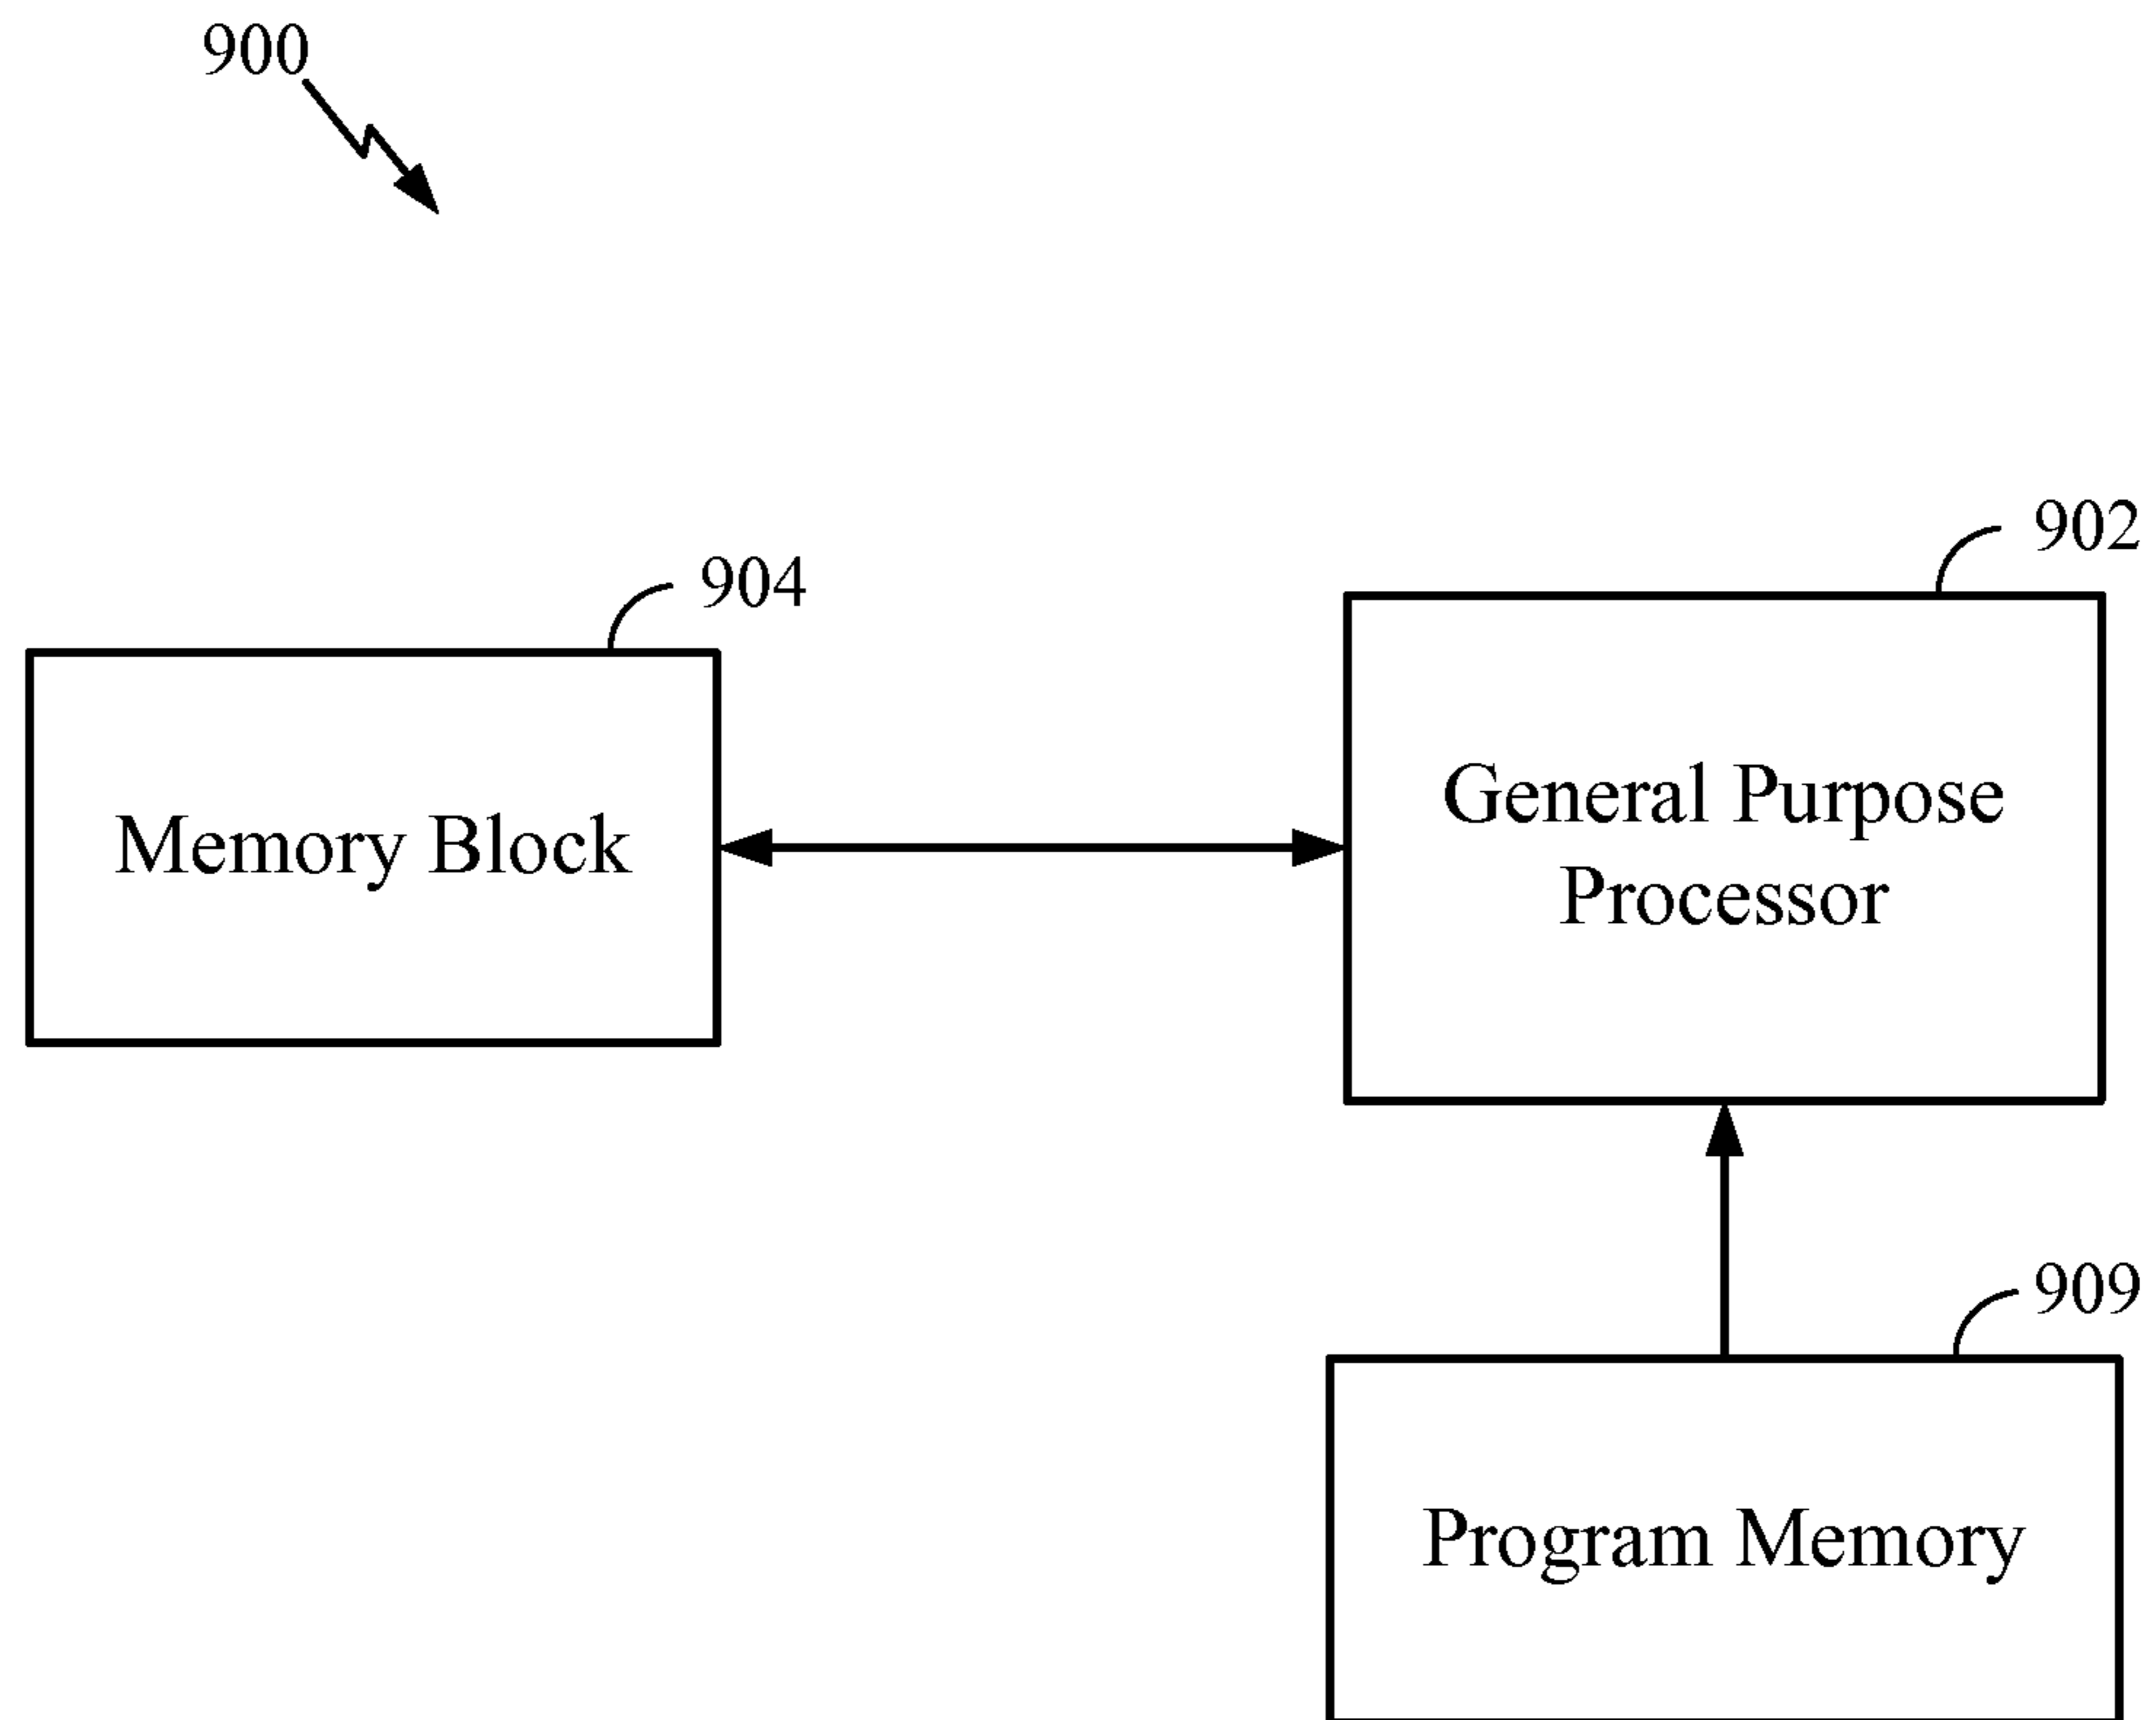 900
902
904
General Purpose
Processor
Memory Block
909
Program Memory